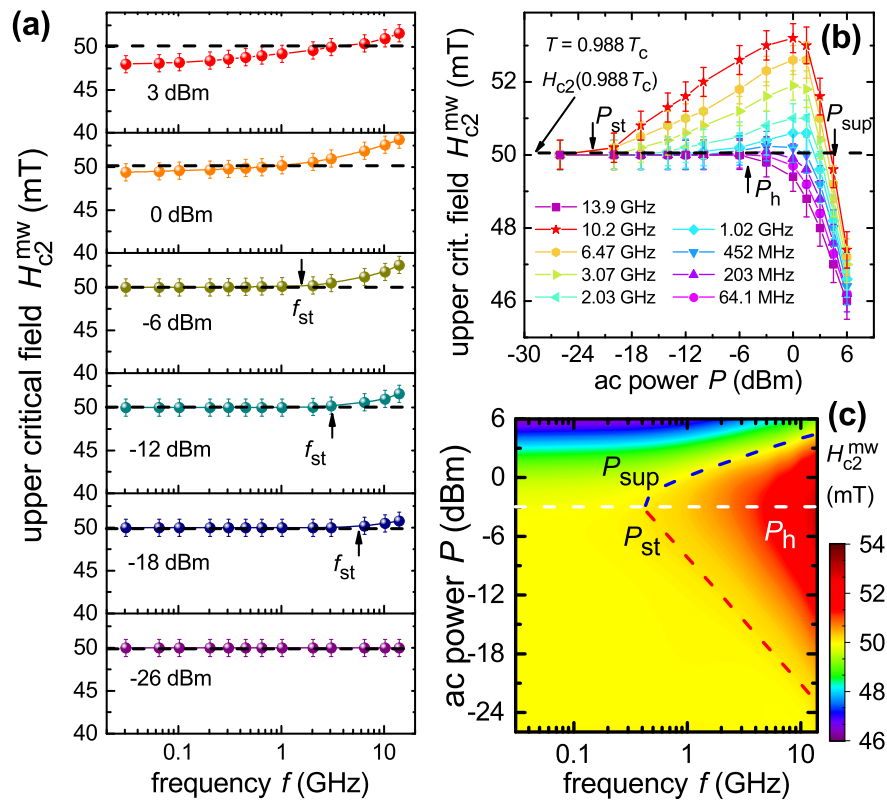 (a)
upper critical field H_c2^mw (mT)
50
45
3 dBm
40
50
45
0 dBm
40
50
45
-6 dBm
f_st
40
50
45
-12 dBm
f_st
40
50
45
-18 dBm
f_st
40
50
45
-26 dBm
40
0.1 1 10
frequency f (GHz)
(b)
upper crit. field H_c2^mw (mT)
52
50
48
46
T = 0.988 T_c
H_c2(0.988 T_c)
P_st
P_sup
P_h
13.9 GHz
10.2 GHz
6.47 GHz
3.07 GHz
2.03 GHz
1.02 GHz
452 MHz
203 MHz
64.1 MHz
-30 -24 -18 -12 -6 0 6
ac power P (dBm)
(c)
ac power P (dBm)
6
0
-6
-12
-18
-24
P_sup
P_st
P_h
0.1 1 10
frequency f (GHz)
H_c2^mw
(mT)
54
52
50
48
46